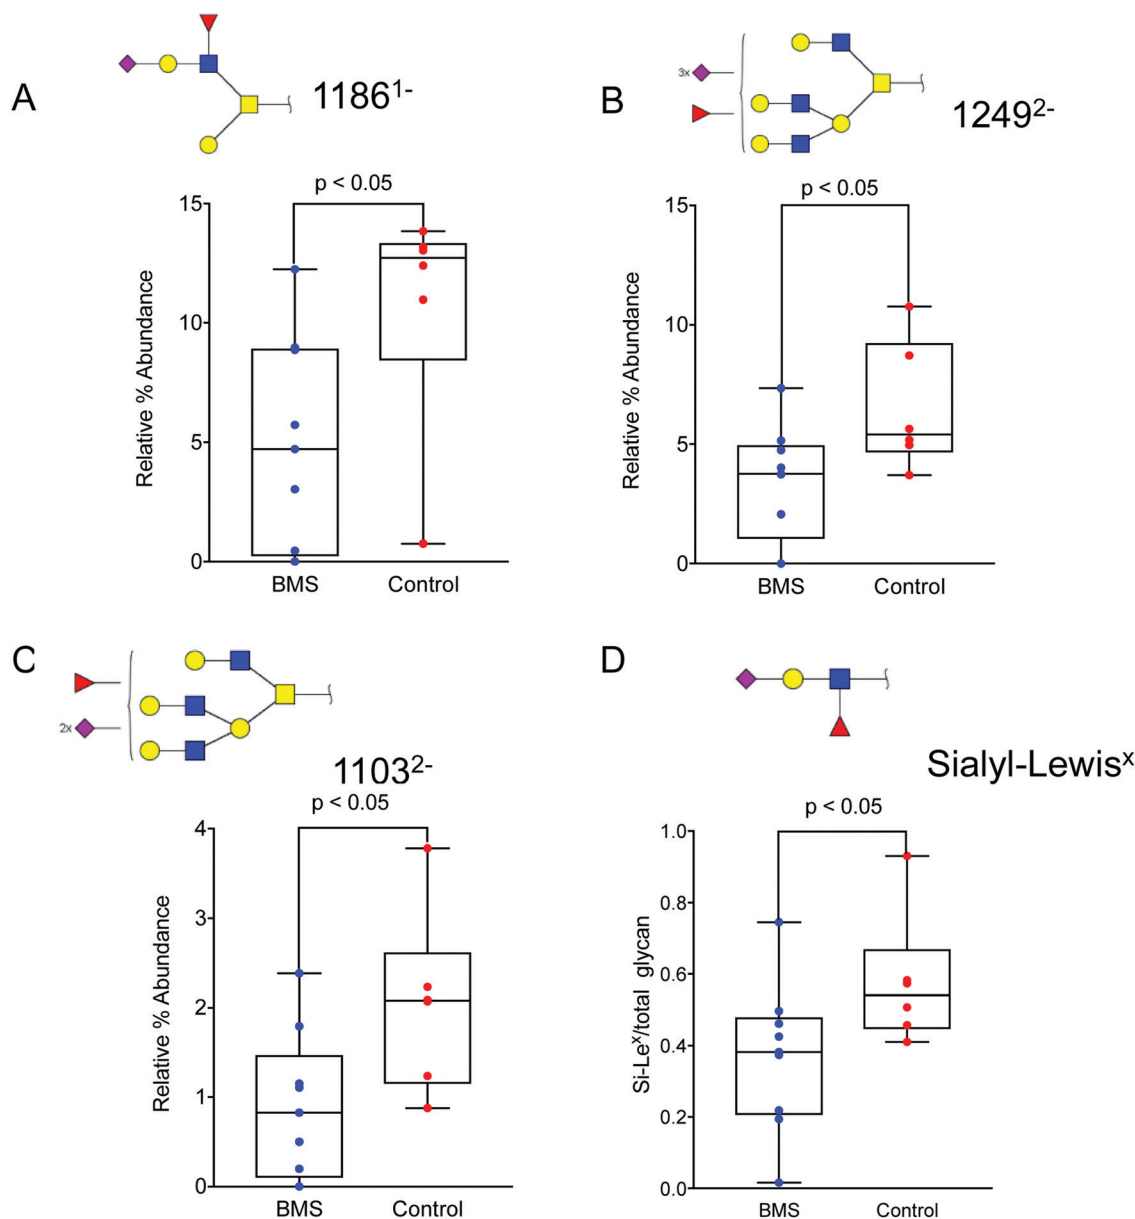 A
1186¹⁻
p < 0.05
Relative % Abundance
15
10
5
0
BMS Control
B
3x
1249²⁻
p < 0.05
Relative % Abundance
15
10
5
0
BMS Control
C
2x
1103²⁻
p < 0.05
Relative % Abundance
4
3
2
1
0
BMS Control
D
Sialyl-Lewisˣ
p < 0.05
Si-Leˣ/total glycan
1.0
0.8
0.6
0.4
0.2
0.0
BMS Control